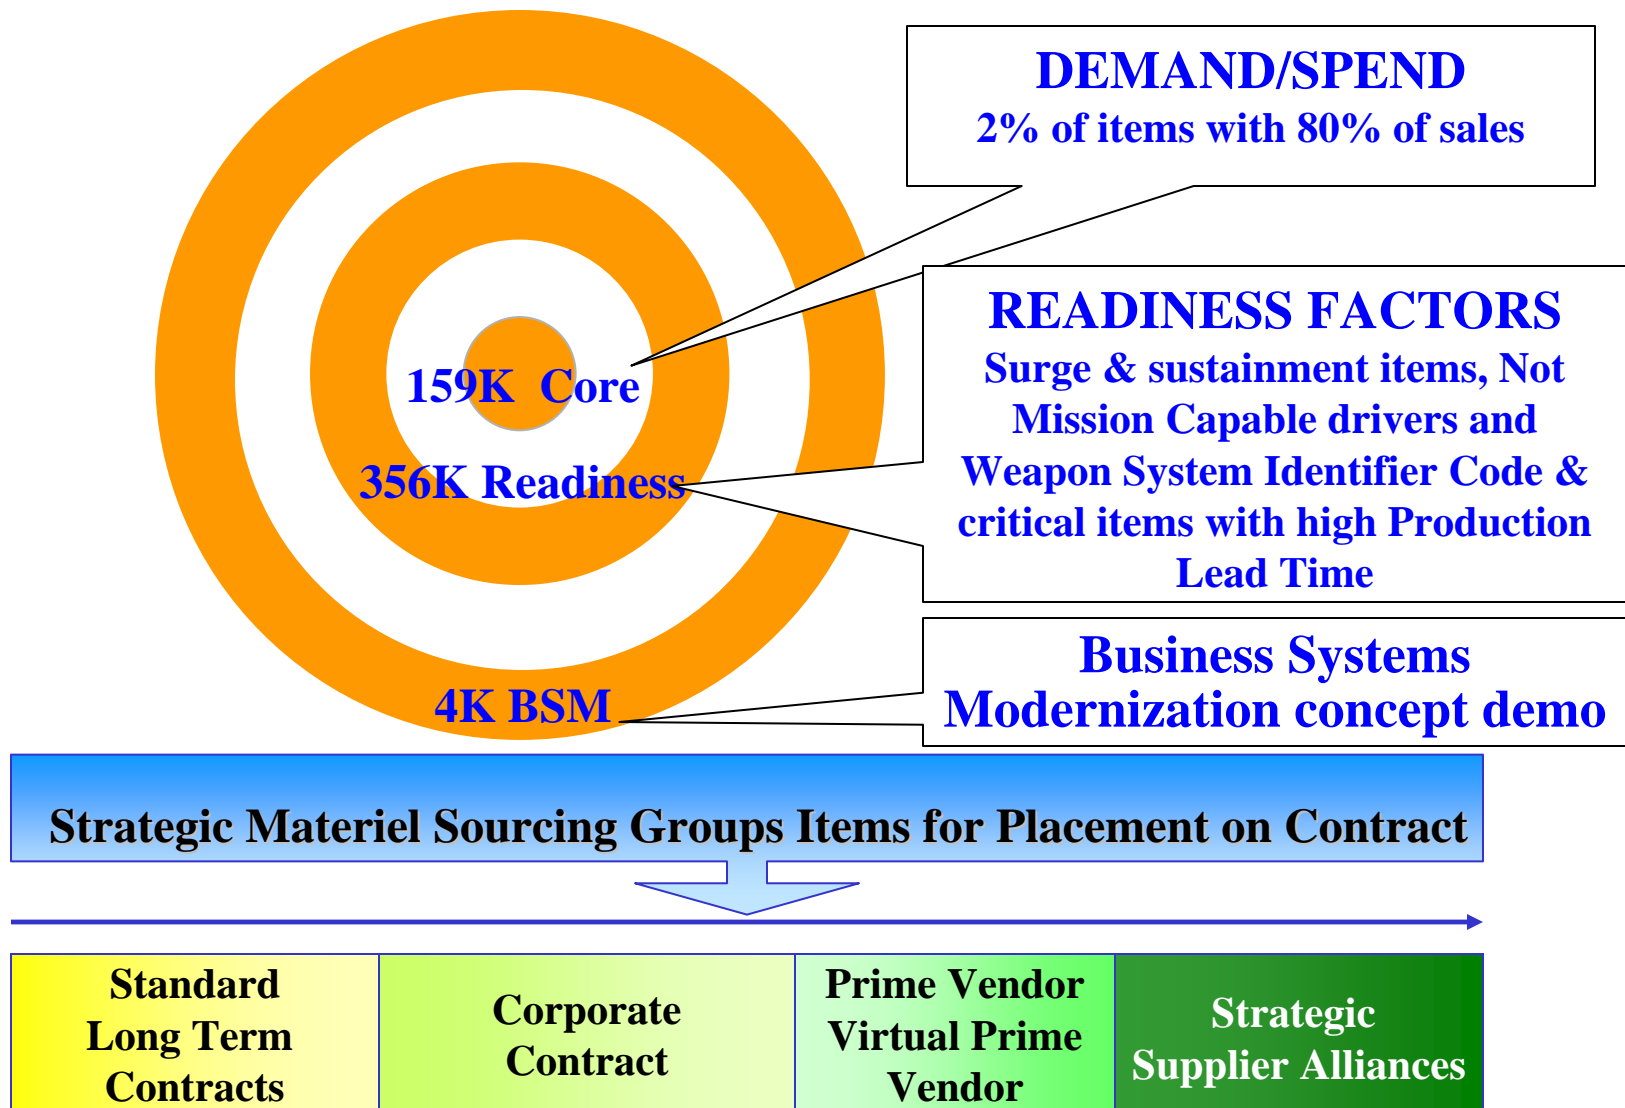 DEMAND/SPEND
2% of items with 80% of sales
READINESS FACTORS
Surge & sustainment items, Not
Mission Capable drivers and
Weapon System Identifier Code &
critical items with high Production
Lead Time
159K Core
356K Readiness
4K BSM
Business Systems
Modernization concept demo
Strategic Materiel Sourcing Groups Items for Placement on Contract
Standard
Long Term
Contracts
Corporate
Contract
Prime Vendor
Virtual Prime
Vendor
Strategic
Supplier Alliances